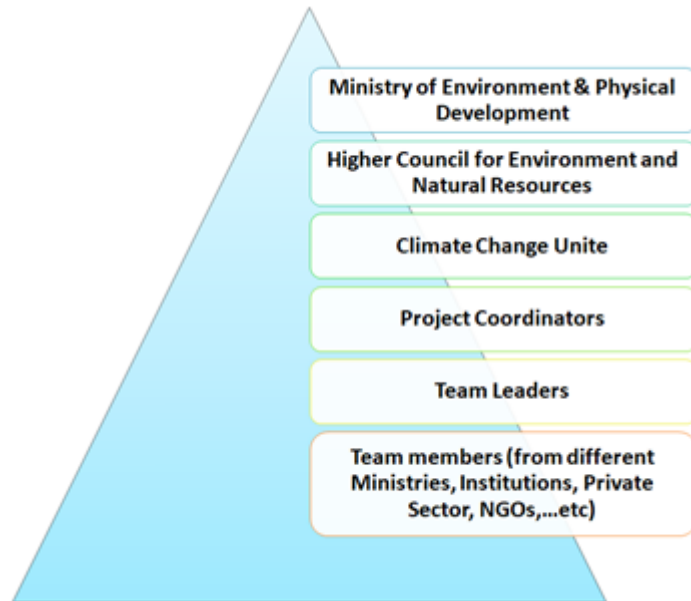 Ministry of Environment & Physical
Development
Higher Council for Environment and
Natural Resources
Climate Change Unite
Project Coordinators
Team Leaders
Team members (from different
Ministries, Institutions, Private
Sector, NGOs,...etc)